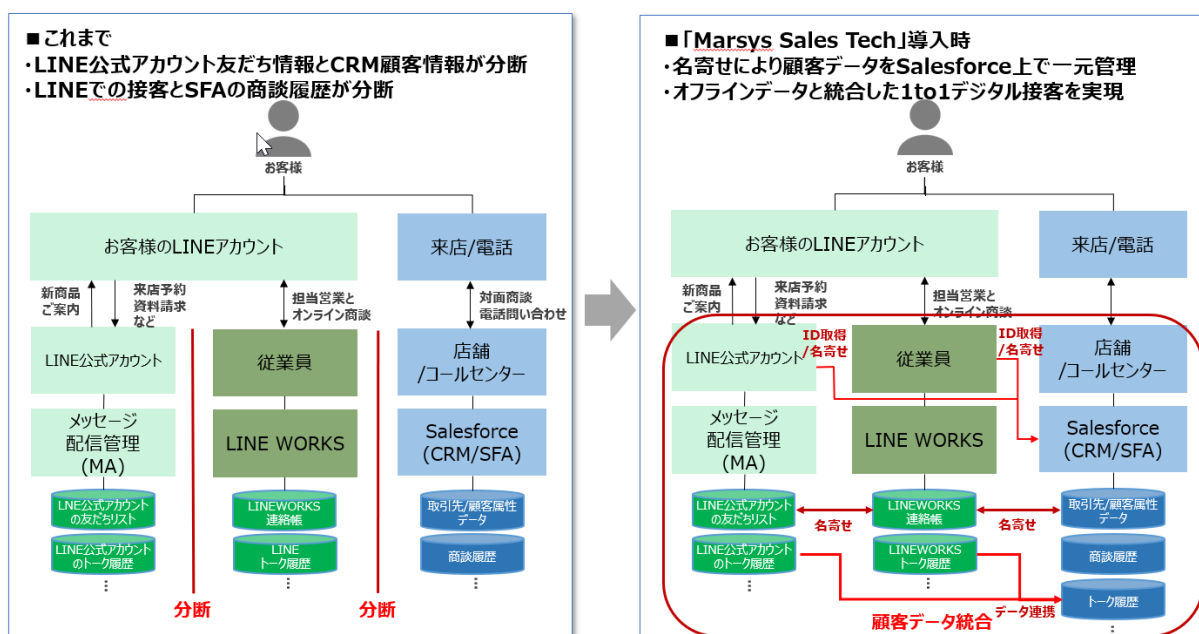 ■これまで
・LINE公式アカウント友だち情報とCRM顧客情報が分断
・LINEでの接客とSFAの商談履歴が分断
お客様
お客様のLINEアカウント
来店/電話
新商品
ご案内
来店予約
資料請求
など
担当営業と
オンライン商談
対面商談
電話問い合わせ
LINE公式アカウント
従業員
店舗
/コールセンター
メッセージ
配信管理
(MA)
LINE WORKS
Salesforce
(CRM/SFA)
LNE公式アカウント
の友だちリスト
LINEWORKS
連絡帳
取引先/顧客属性
データ
LINE公式アカウント
のトーク履歴
LINE
トーク履歴
商談履歴
⋮
⋮
⋮
分断
分断
■「Marsys Sales Tech」導入時
・名寄せにより顧客データをSalesforce上で一元管理
・オフラインデータと統合した1to1デジタル接客を実現
お客様
お客様のLINEアカウント
来店/電話
新商品
ご案内
来店予約
資料請求
など
担当営業と
オンライン商談
ID取得
/名寄せ
ID取得
/名寄せ
LINE公式アカウント
従業員
店舗
/コールセンター
メッセージ
配信管理
(MA)
LINE WORKS
Salesforce
(CRM/SFA)
LINE公式アカウント
の友だちリスト
名寄せ
LINEWORKS
連絡帳
名寄せ
取引先/顧客属性
データ
LINE公式アカウント
のトーク履歴
LINEWORKS
トーク履歴
商談履歴
⋮
⋮
トーク履歴
データ連携
顧客データ統合
⋮